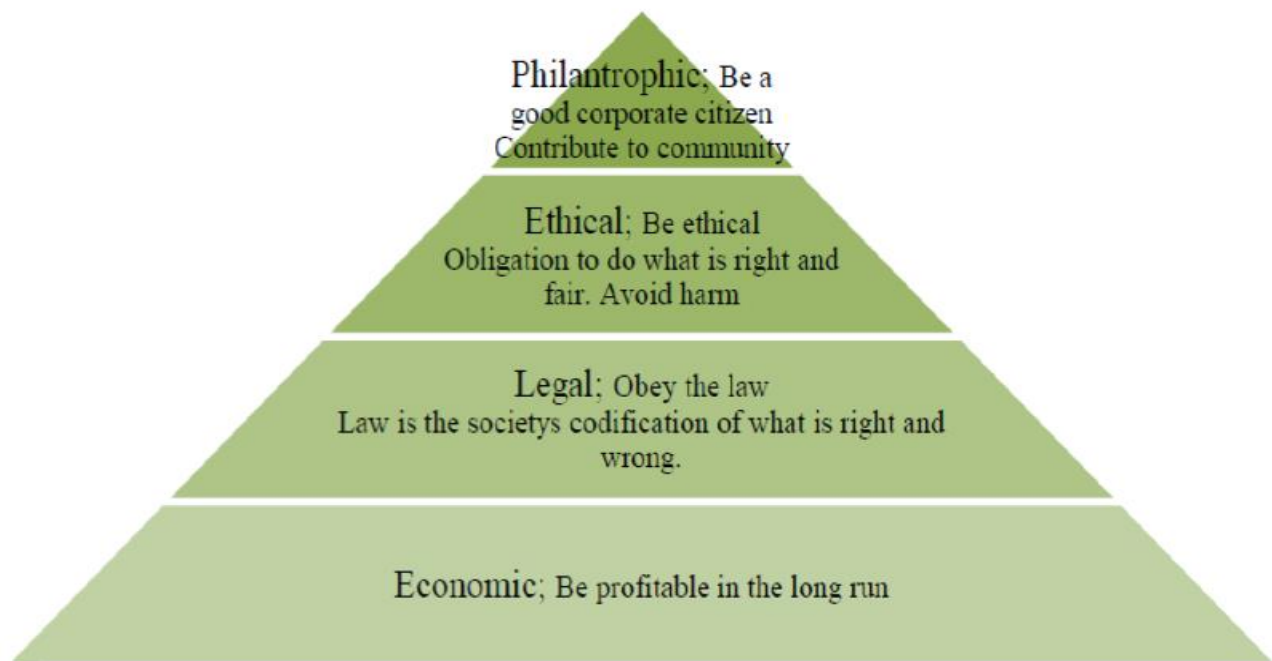 Philantrophic; Be a
good corporate citizen
Contribute to community
Ethical; Be ethical
Obligation to do what is right and
fair. Avoid harm
Legal; Obey the law
Law is the societys codification of what is right and
wrong.
Economic; Be profitable in the long run